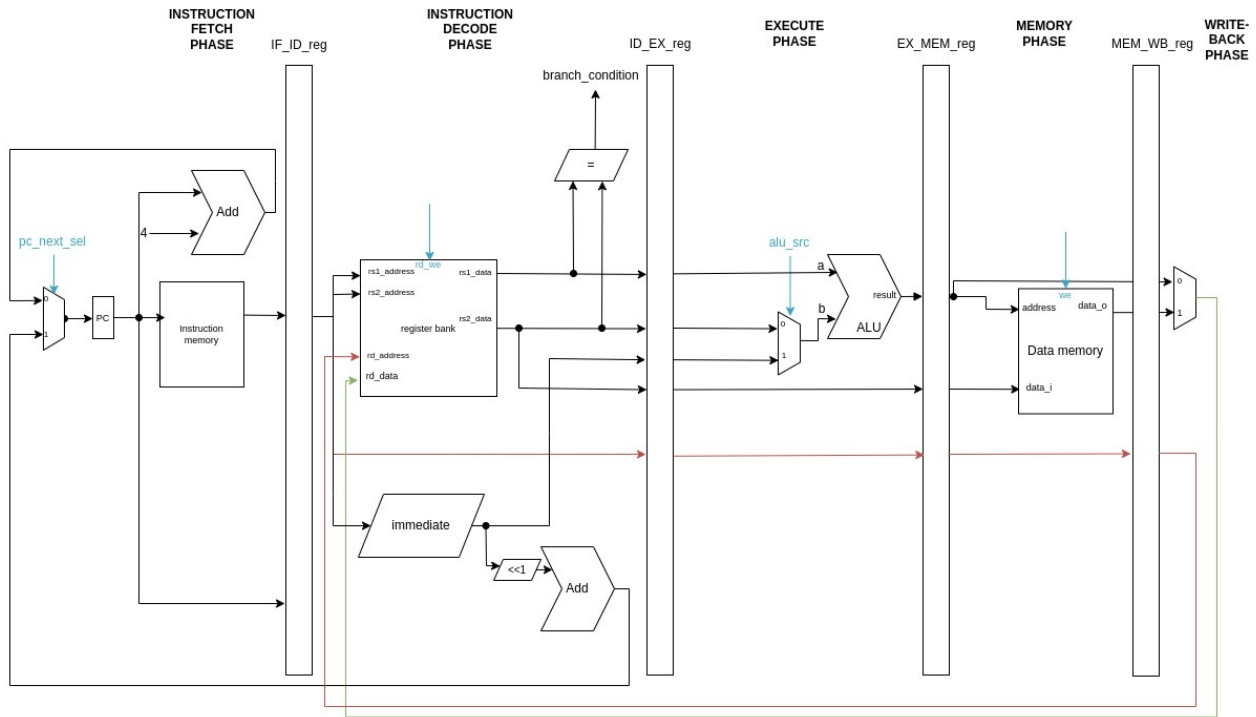 INSTRUCTION
FETCH
PHASE
INSTRUCTION
DECODE
PHASE
EXECUTE
PHASE
MEMORY
PHASE
WRITE-
BACK
PHASE
IF_ID_reg
ID_EX_reg
EX_MEM_reg
MEM_WB_reg
branch_condition
=
Add
4
pc_next_sel
0
1
PC
Instruction
memory
rd_we
rs1_address
rs1_data
rs2_address
rs2_data
register bank
rd_address
rd_data
alu_src
0
1
a
b
result
ALU
we
address
data_o
Data memory
data_i
0
1
immediate
<<1
Add